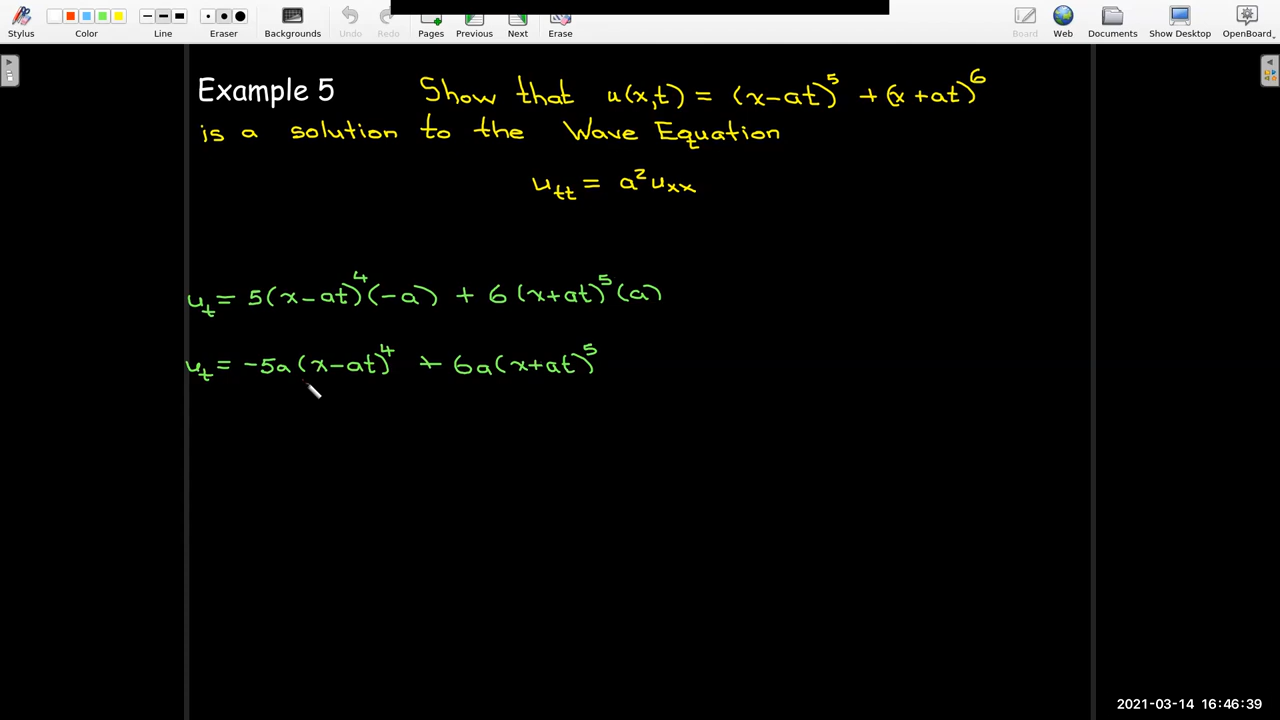 Stylus Color Line Eraser Backgrounds Undo Redo Pages Previous Next Erase Board Web Documents Show Desktop OpenBoard
Example 5 Show that u(x,t) = (x-at)^5 + (x+at)^6
is a solution to the Wave Equation
u_tt = a^2 u_xx
u_t = 5(x-at)^4(-a) + 6(x+at)^5(a)
u_t = -5a(x-at)^4 + 6a(x+at)^5
2021-03-14 16:46:39